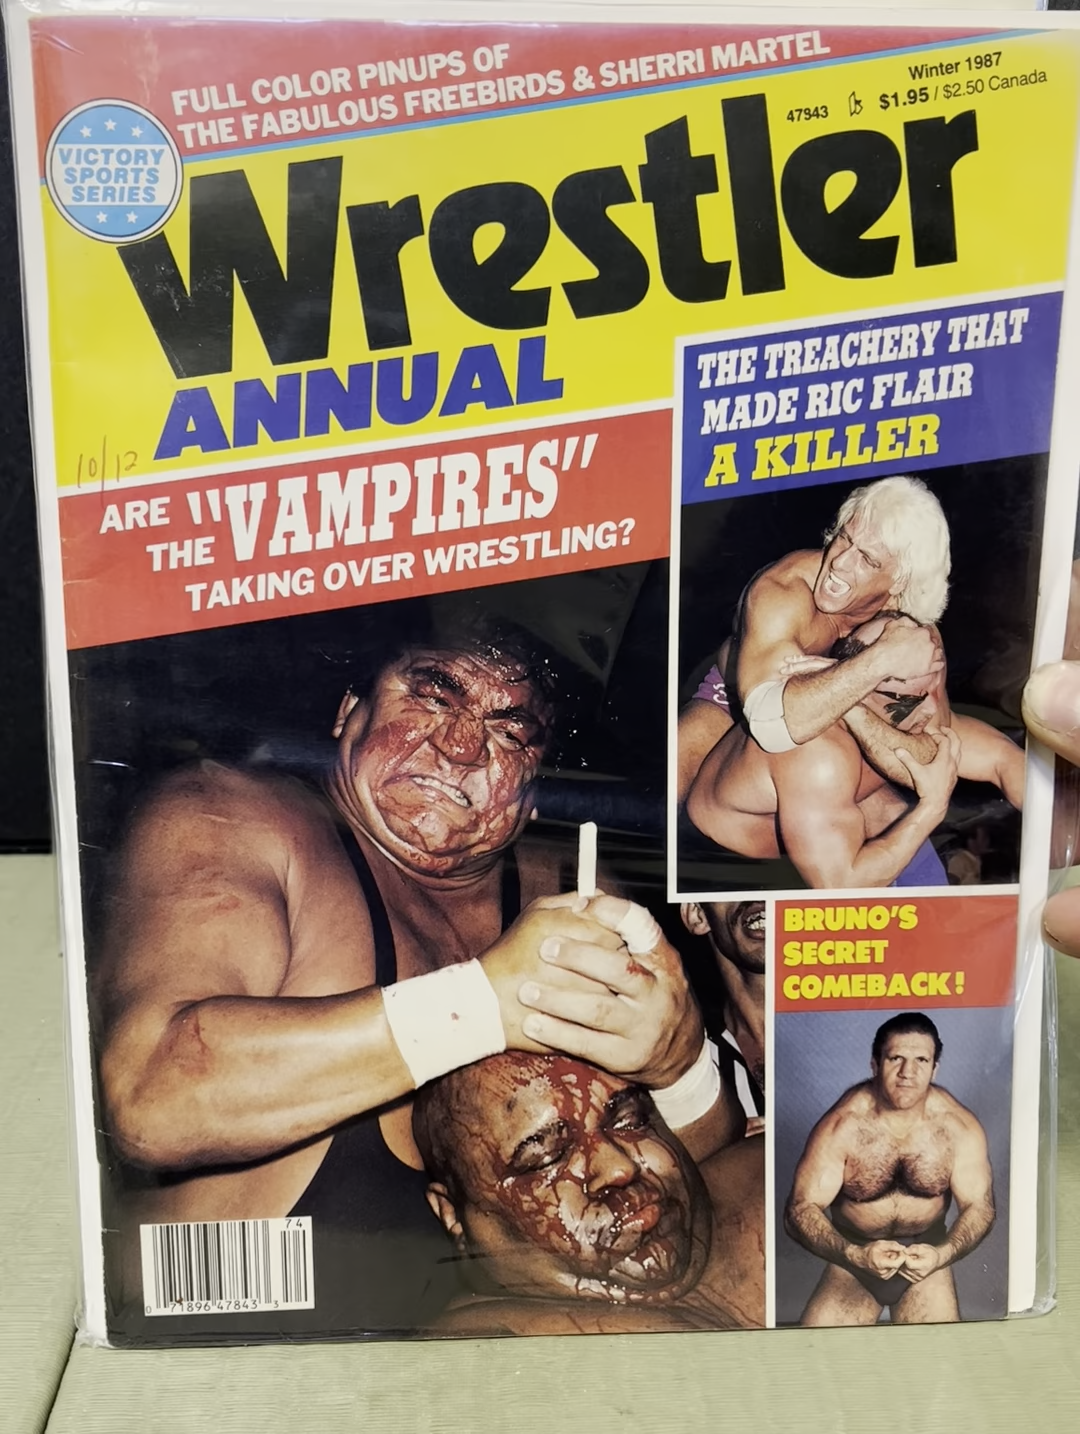 FULL COLOR PINUPS OF
THE FABULOUS FREEBIRDS & SHERRI MARTEL
Winter 1987
47943
$1.95 / $2.50 Canada
VICTORY
SPORTS
SERIES
Wrestler
ANNUAL
10/12
ARE THE "VAMPIRES"
TAKING OVER WRESTLING?
THE TREACHERY THAT
MADE RIC FLAIR
A KILLER
BRUNO'S
SECRET
COMEBACK!
74
0 71896 47843 3